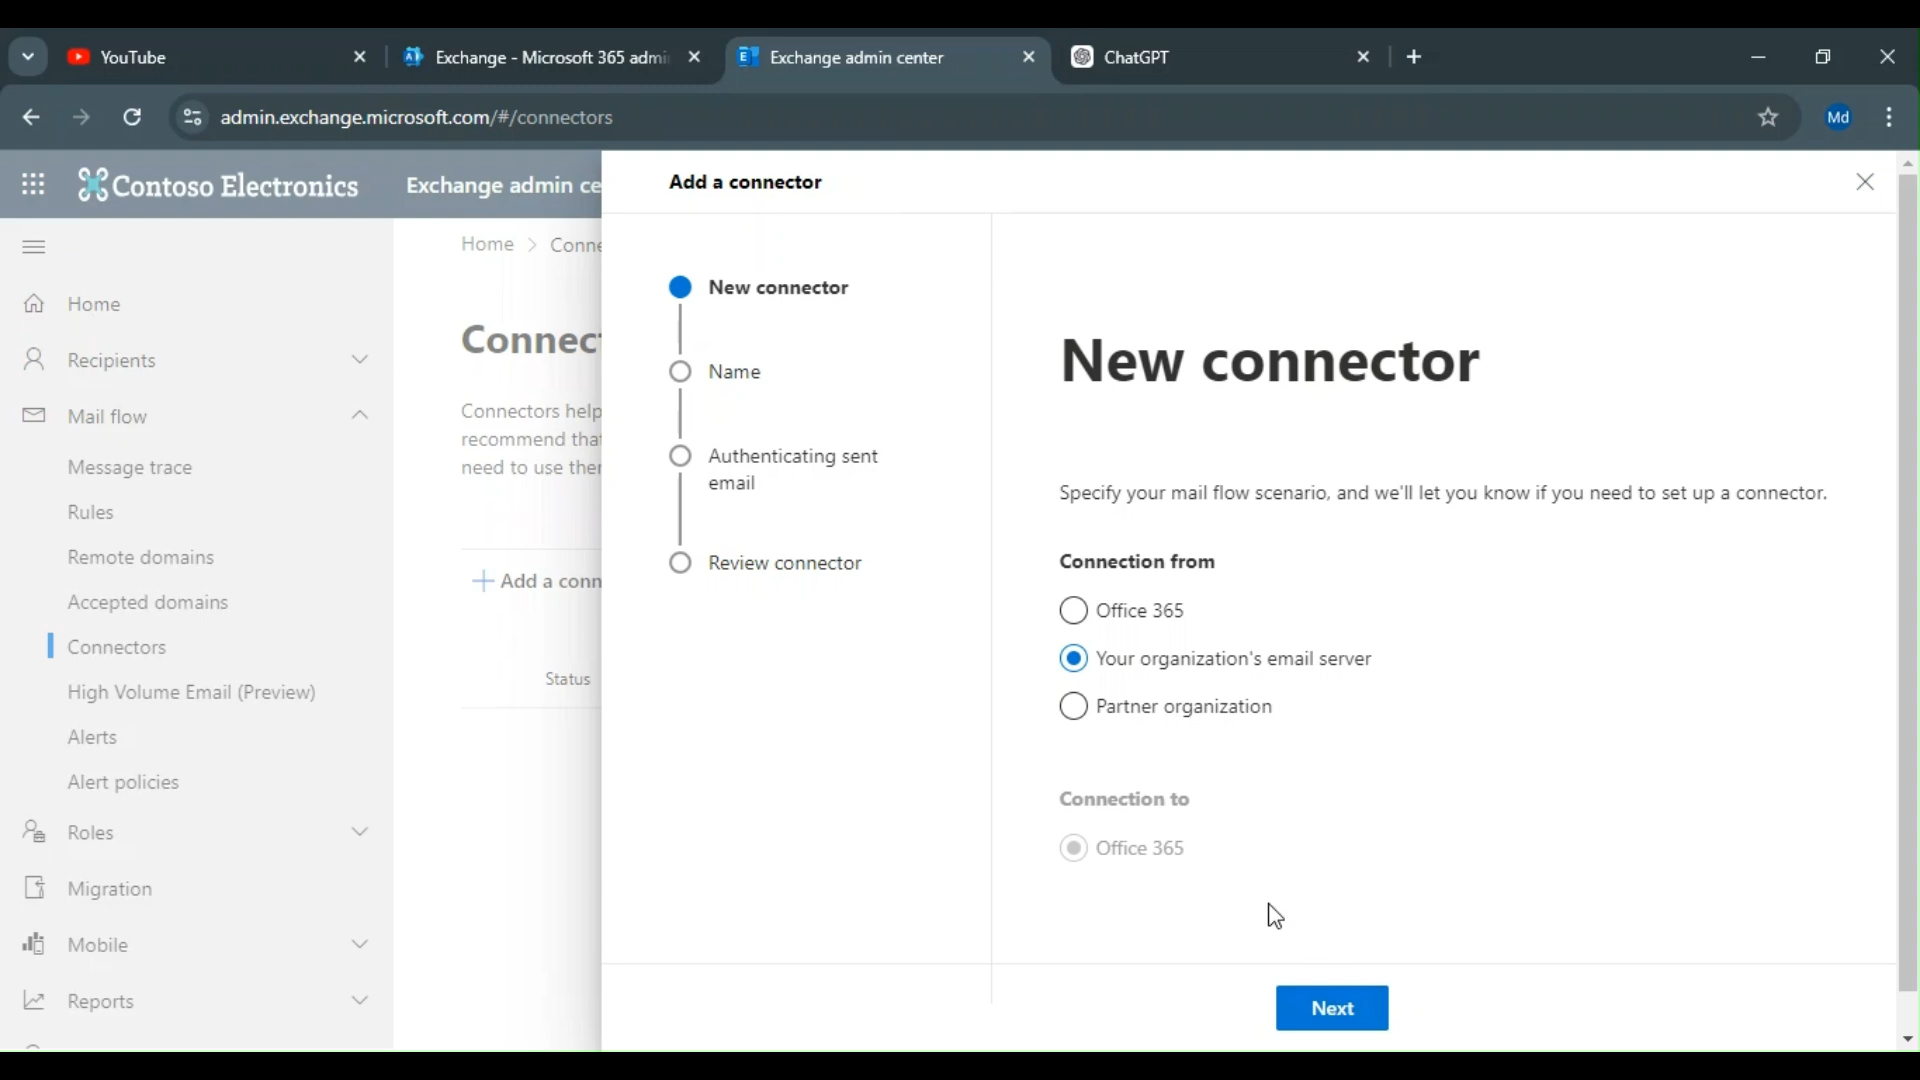 YouTube
Exchange - Microsoft 365 admi
Exchange admin center
ChatGPT
admin.exchange.microsoft.com/#/connectors
Md
Contoso Electronics
Exchange admin ce
Add a connector
Home > Conne
Home
Recipients
Mail flow
Message trace
Rules
Remote domains
Accepted domains
Connectors
High Volume Email (Preview)
Alerts
Alert policies
Roles
Migration
Mobile
Reports
Connect
Connectors help
recommend that
need to use ther
Add a conn
Status
New connector
Name
Authenticating sent
email
Review connector
New connector
Specify your mail flow scenario, and we'll let you know if you need to set up a connector.
Connection from
Office 365
Your organization's email server
Partner organization
Connection to
Office 365
Next